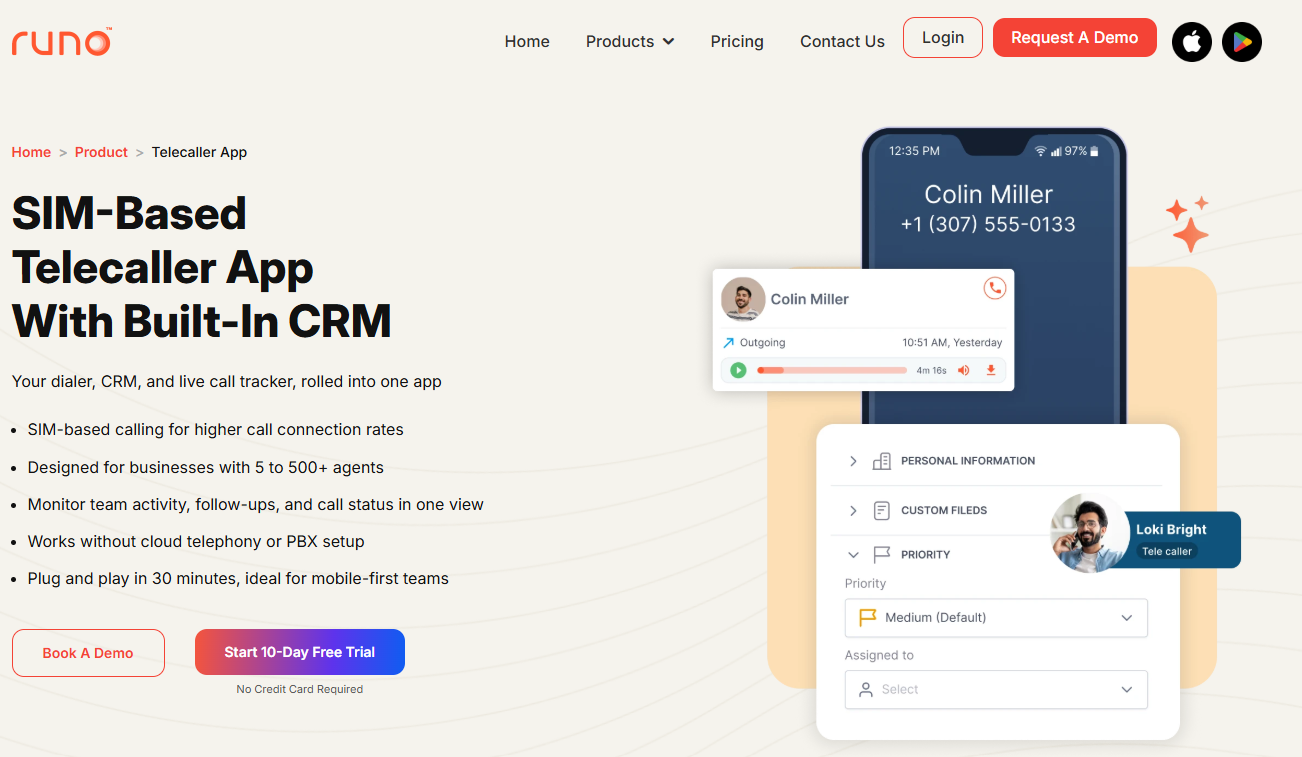 runo™
Home
Products
Pricing
Contact Us
Login
Request A Demo
Home > Product > Telecaller App
SIM-Based
Telecaller App
With Built-In CRM
Your dialer, CRM, and live call tracker, rolled into one app
• SIM-based calling for higher call connection rates
• Designed for businesses with 5 to 500+ agents
• Monitor team activity, follow-ups, and call status in one view
• Works without cloud telephony or PBX setup
• Plug and play in 30 minutes, ideal for mobile-first teams
Book A Demo
Start 10-Day Free Trial
No Credit Card Required
12:35 PM
97%
Colin Miller
+1 (307) 555-0133
Colin Miller
Outgoing
10:51 AM, Yesterday
4m 16s
PERSONAL INFORMATION
CUSTOM FILEDS
Loki Bright
Tele caller
PRIORITY
Priority
Medium (Default)
Assigned to
Select